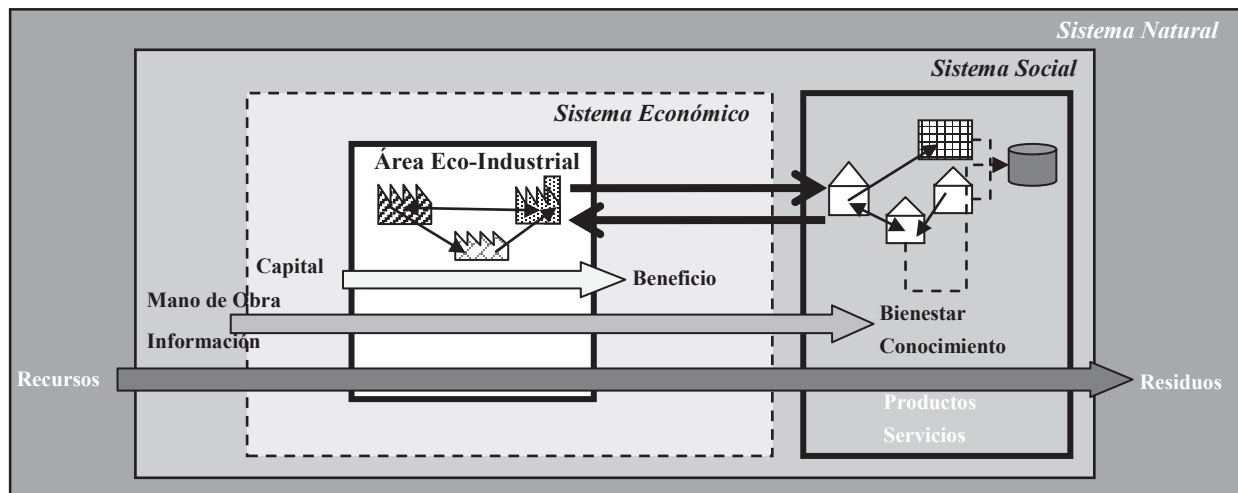 Sistema Natural
Sistema Social
Sistema Económico
Área Eco-Industrial
Capital
Beneficio
Mano de Obra
Información
Bienestar
Conocimiento
Recursos
Residuos
Productos
Servicios